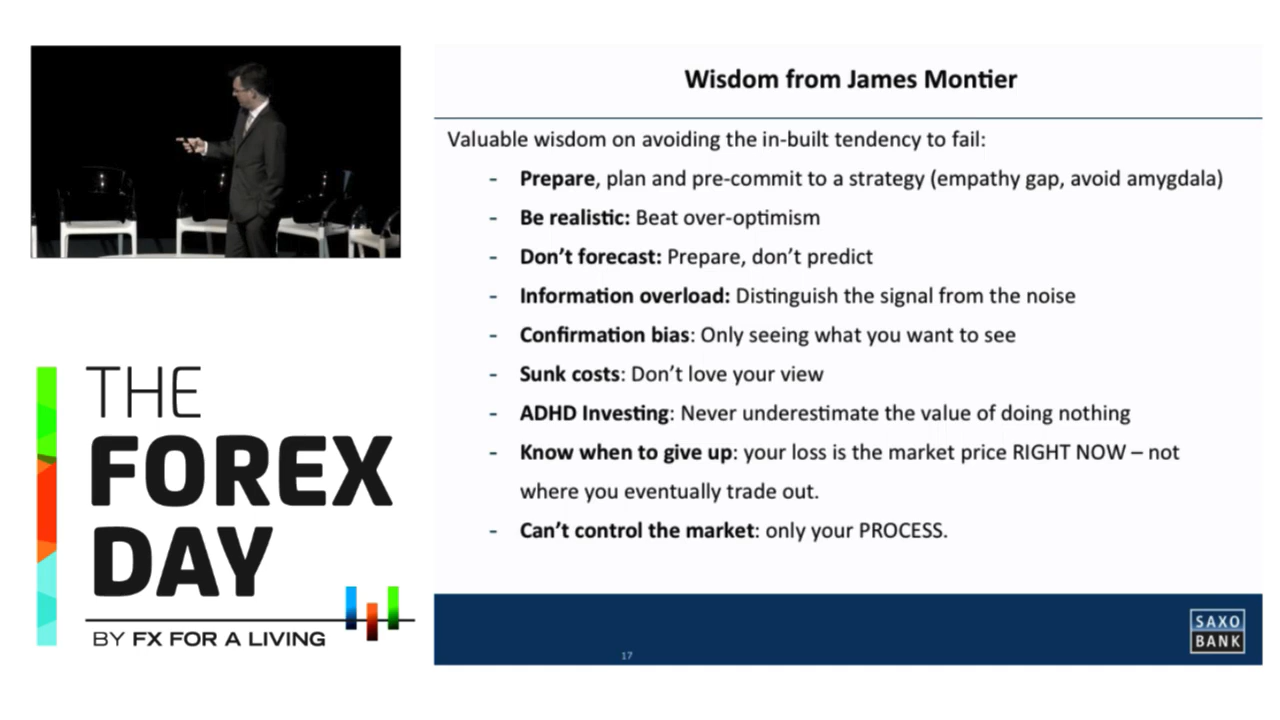 Wisdom from James Montier
Valuable wisdom on avoiding the in-built tendency to fail:
- Prepare, plan and pre-commit to a strategy (empathy gap, avoid amygdala)
- Be realistic: Beat over-optimism
- Don’t forecast: Prepare, don’t predict
- Information overload: Distinguish the signal from the noise
- Confirmation bias: Only seeing what you want to see
- Sunk costs: Don’t love your view
- ADHD Investing: Never underestimate the value of doing nothing
- Know when to give up: your loss is the market price RIGHT NOW – not
where you eventually trade out.
- Can’t control the market: only your PROCESS.
THE
FOREX
DAY
BY FX FOR A LIVING
17
SAXO
BANK